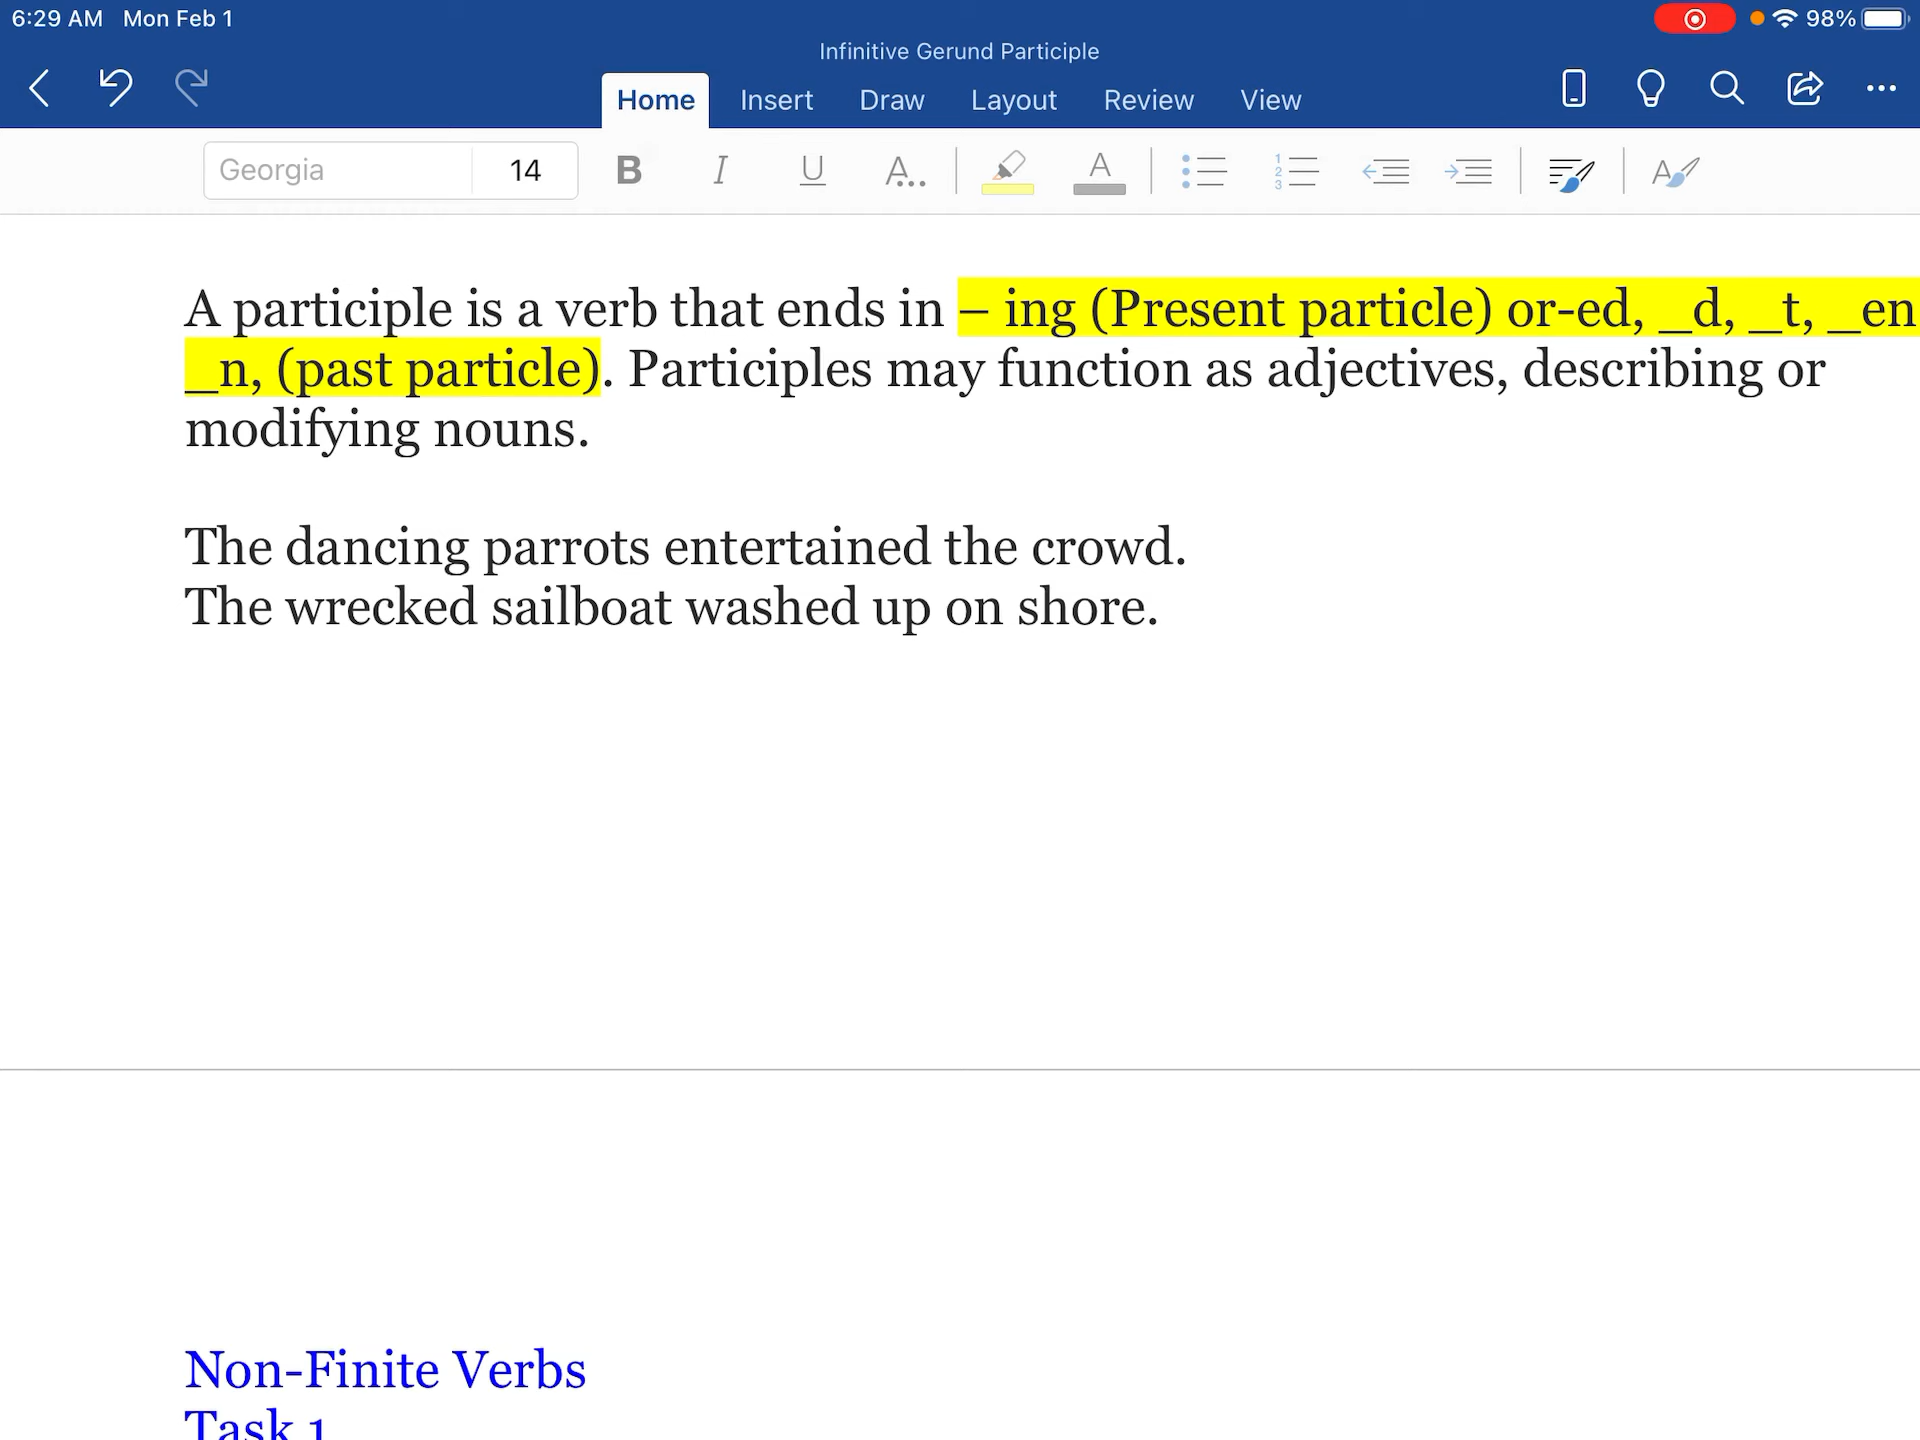 6:29 AM Mon Feb 1
98%
Infinitive Gerund Participle
Home Insert Draw Layout Review View
Georgia 14 B I U A... A
A participle is a verb that ends in – ing (Present particle) or-ed, _d, _t, _en
_n, (past particle). Participles may function as adjectives, describing or
modifying nouns.
The dancing parrots entertained the crowd.
The wrecked sailboat washed up on shore.
Non-Finite Verbs
Task 1